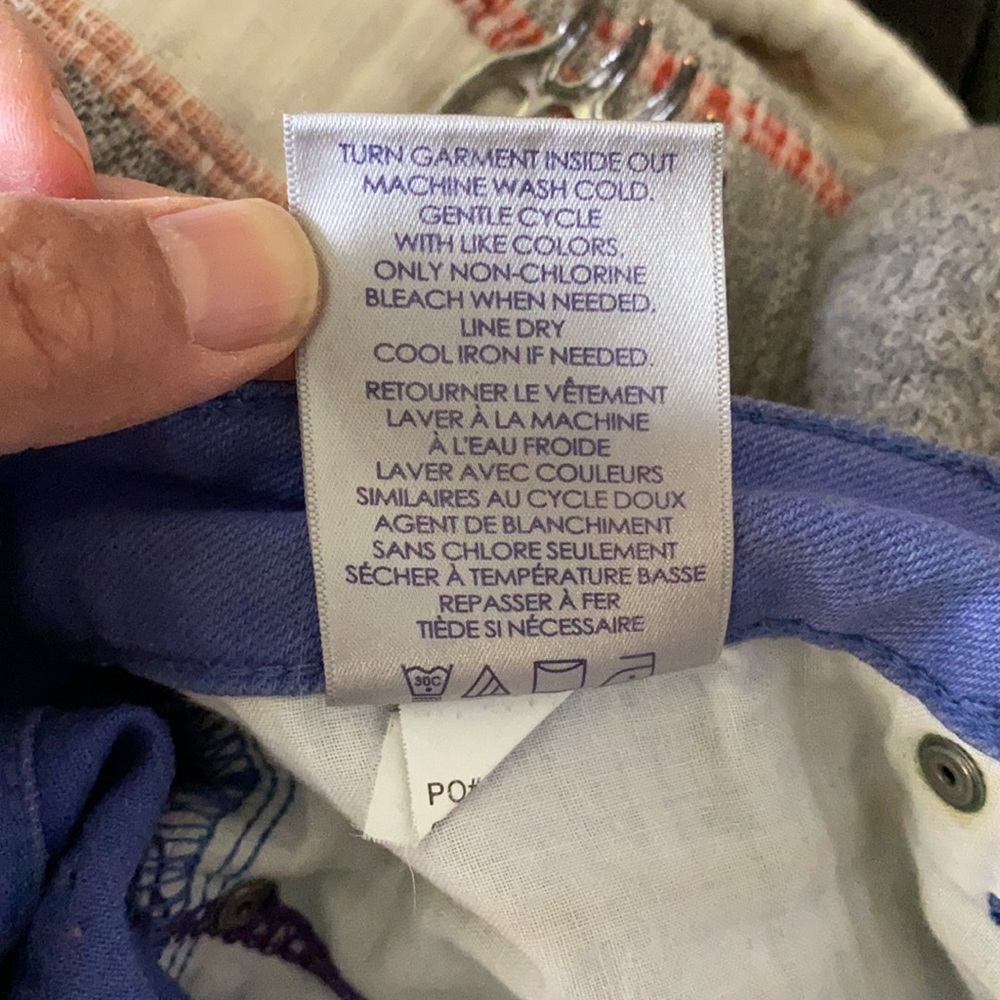 TURN GARMENT INSIDE OUT
MACHINE WASH COLD.
GENTLE CYCLE
WITH LIKE COLORS.
ONLY NON-CHLORINE
BLEACH WHEN NEEDED.
LINE DRY
COOL IRON IF NEEDED.
RETOURNER LE VÊTEMENT
LAVER À LA MACHINE
À L'EAU FROIDE
LAVER AVEC COULEURS
SIMILAIRES AU CYCLE DOUX
AGENT DE BLANCHIMENT
SANS CHLORE SEULEMENT
SÉCHER À TEMPÉRATURE BASSE
REPASSER À FER
TIÈDE SI NÉCESSAIRE
30C
PO#